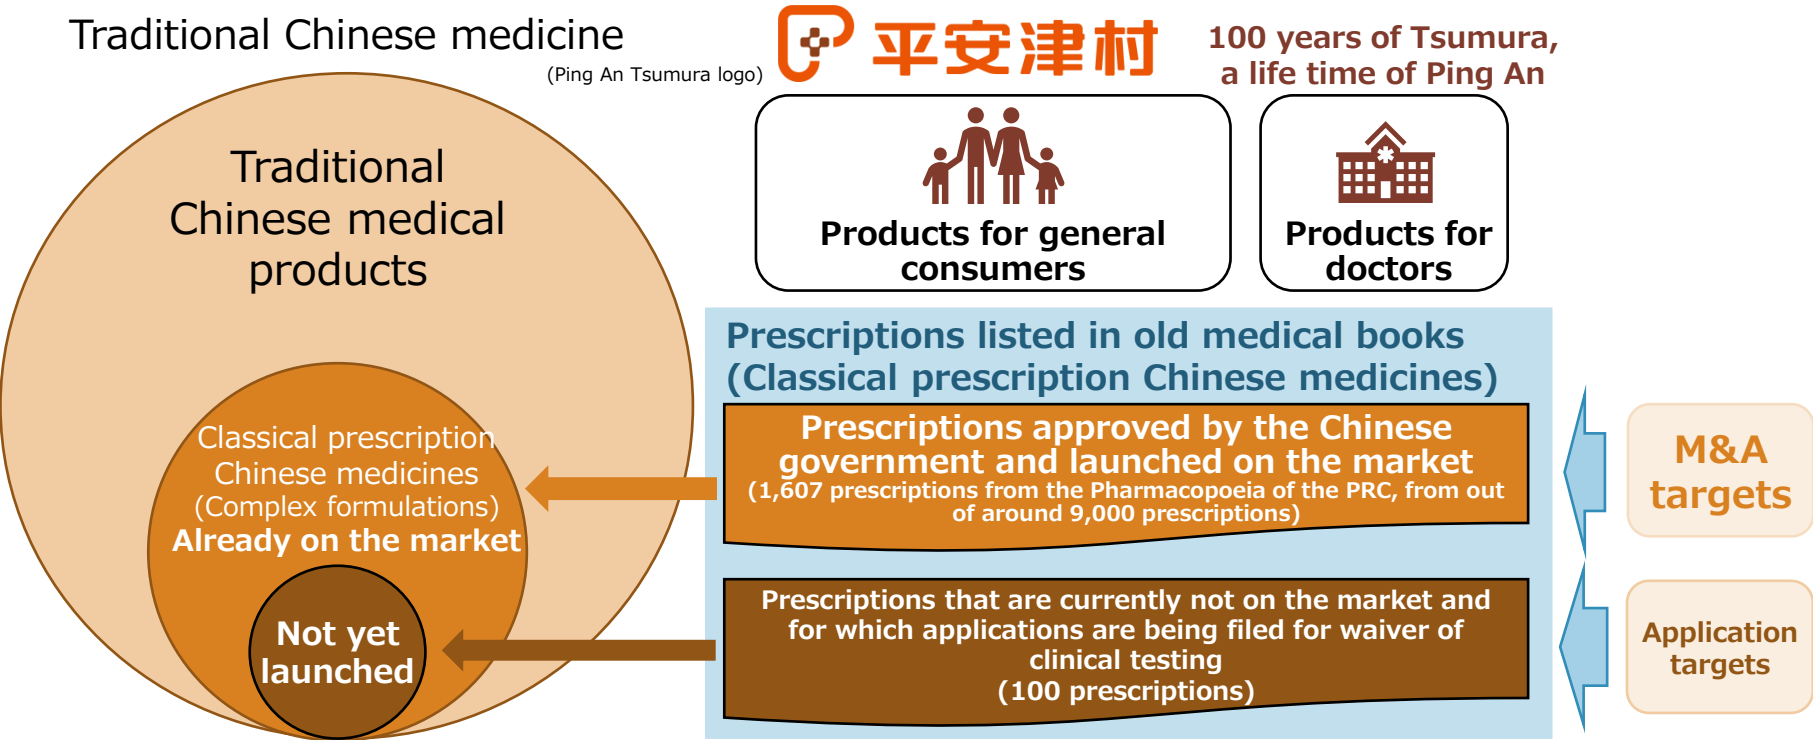 Traditional Chinese medicine
(Ping An Tsumura logo)
平安津村
100 years of Tsumura,
a life time of Ping An
Traditional
Chinese medical
products
Products for general
consumers
Products for
doctors
Prescriptions listed in old medical books
(Classical prescription Chinese medicines)
Classical prescription
Chinese medicines
(Complex formulations)
Already on the market
Prescriptions approved by the Chinese
government and launched on the market
(1,607 prescriptions from the Pharmacopoeia of the PRC, from out
of around 9,000 prescriptions)
M&A
targets
Not yet
launched
Prescriptions that are currently not on the market and
for which applications are being filed for waiver of
clinical testing
(100 prescriptions)
Application
targets